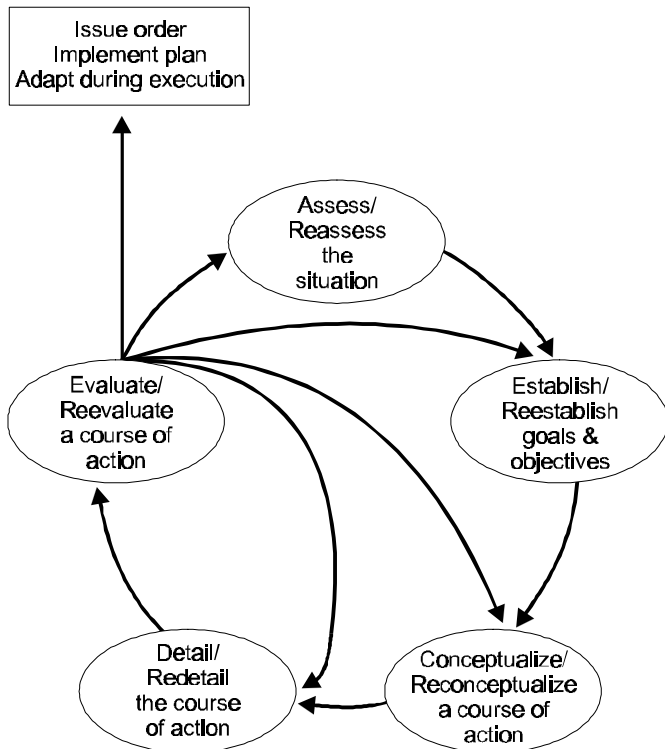 Issue order
Implement plan
Adapt during execution
Assess/
Reassess
the
situation
Evaluate/
Reevaluate
a course of
action
Establish/
Reestablish
goals &
objectives
Detail/
Redetail
the course
of action
Conceptualize/
Reconceptualize
a course of
action